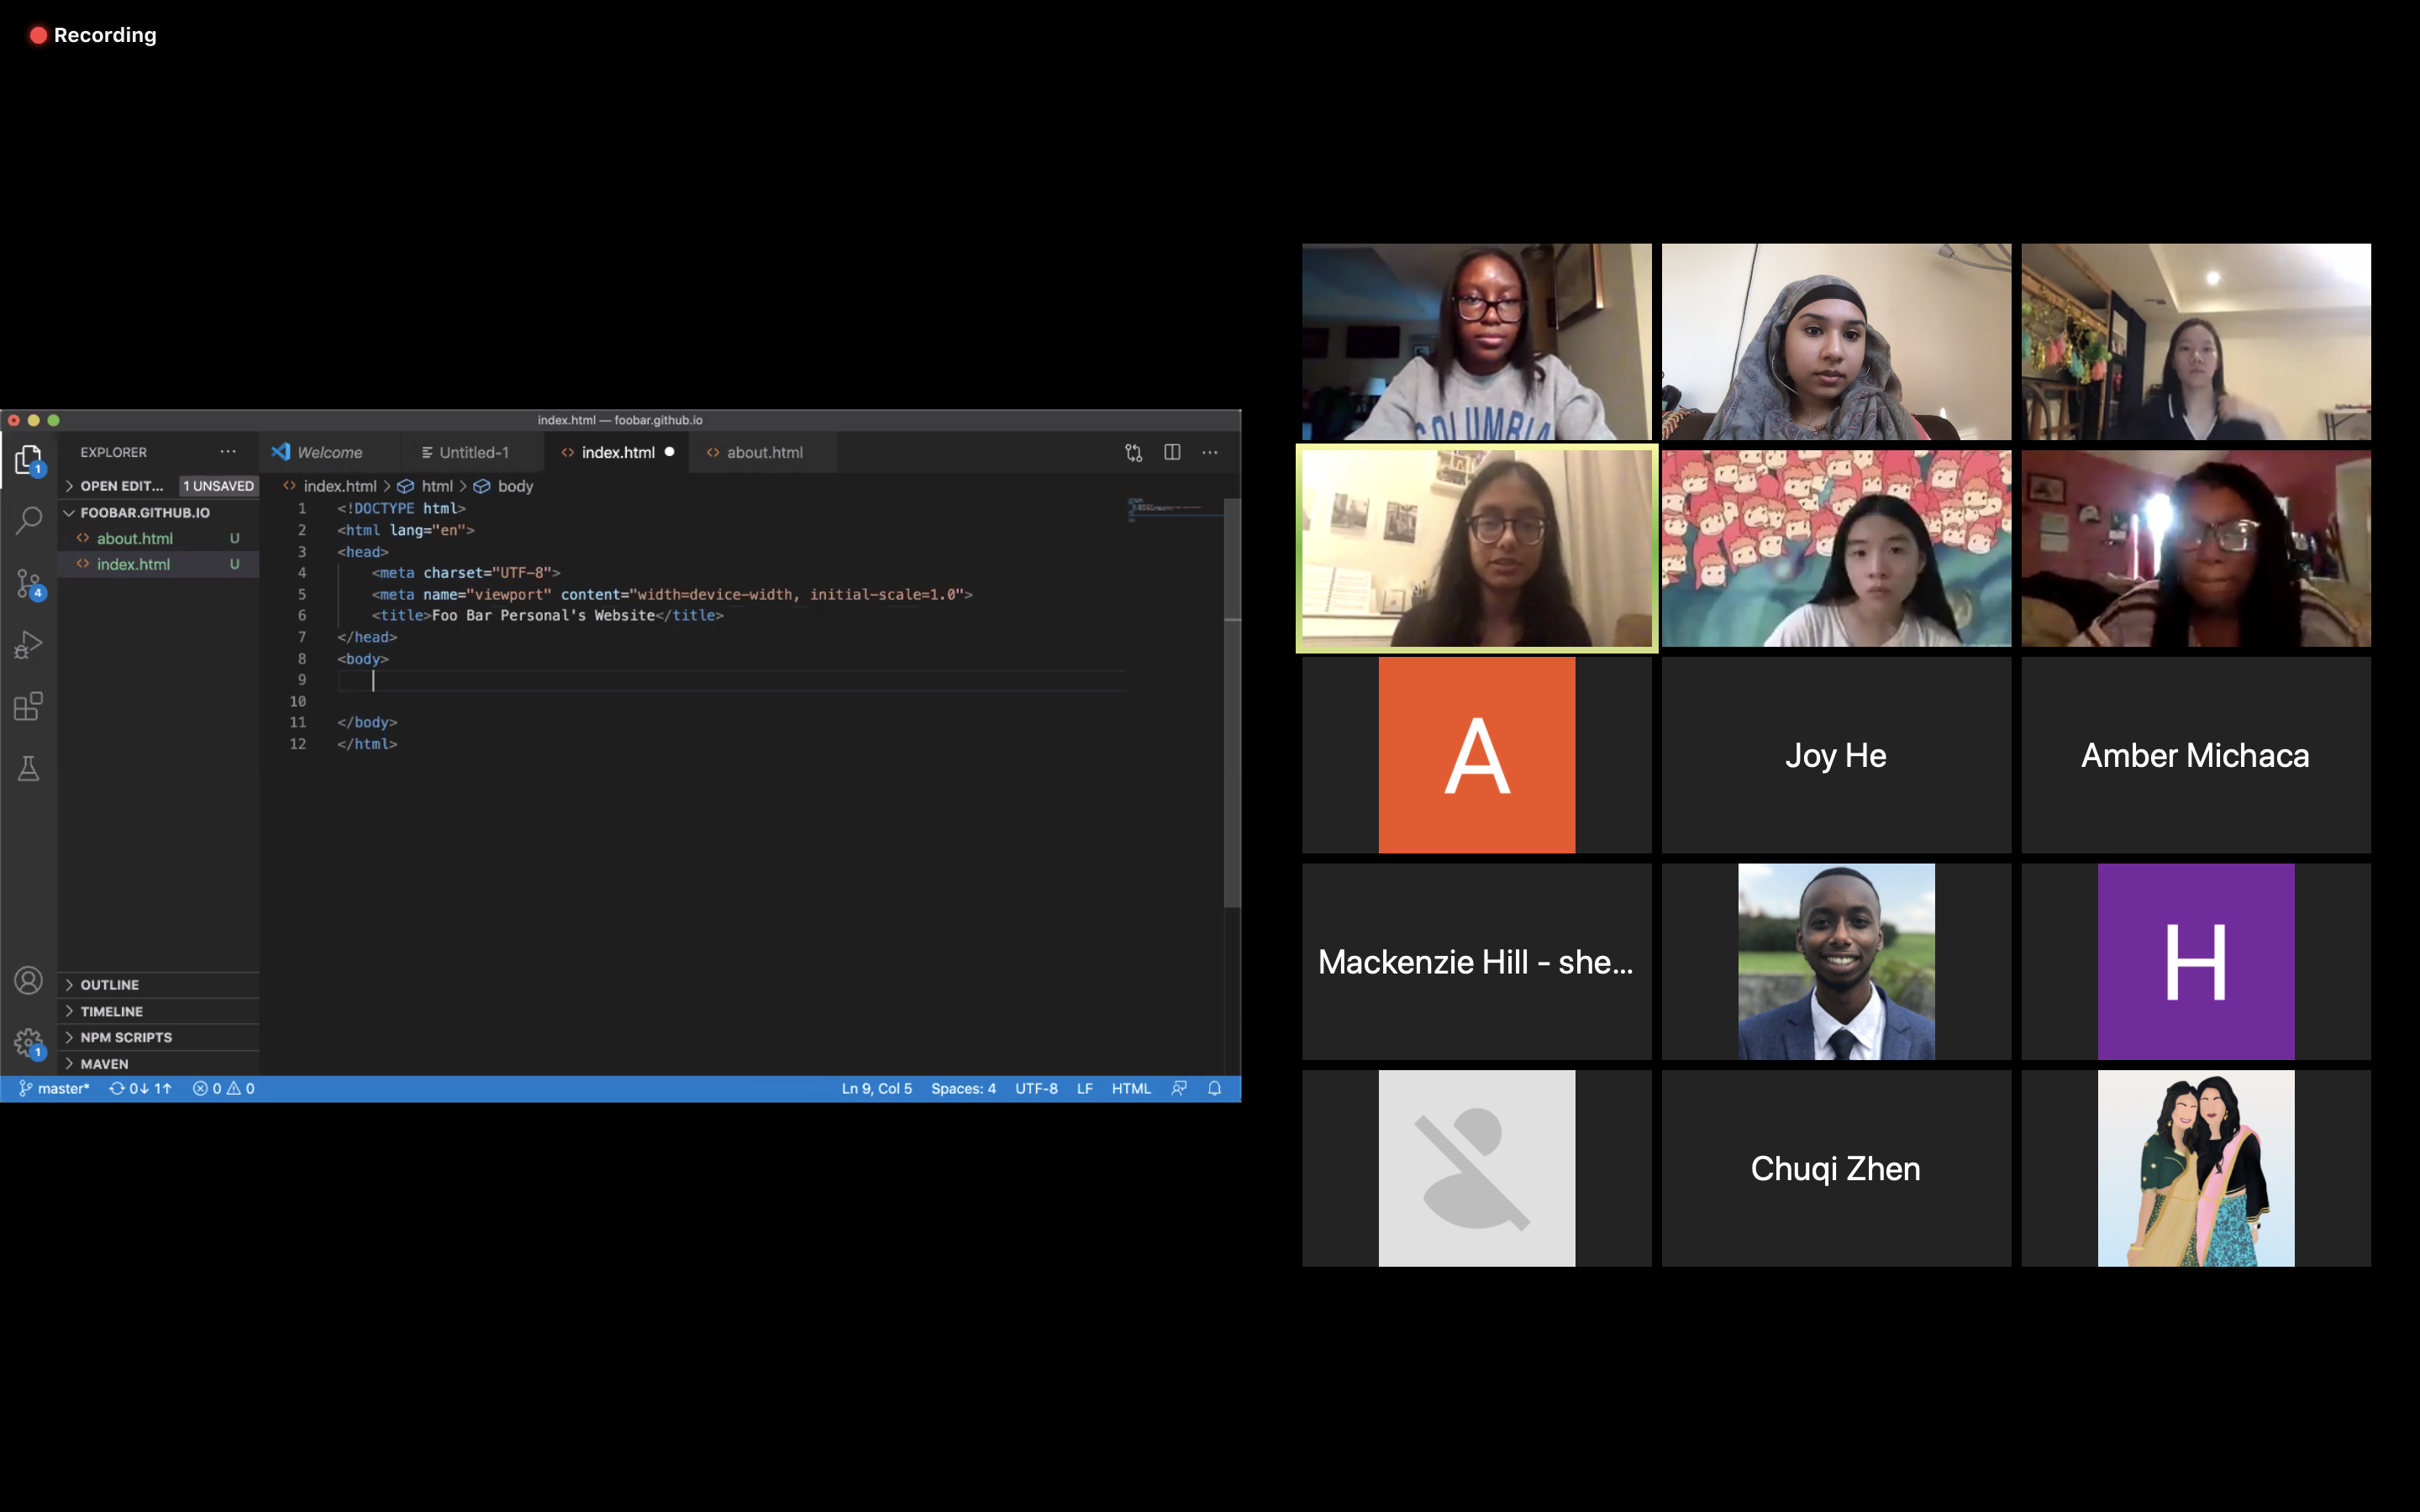 Recording
index.html — foobar.github.io
EXPLORER
Welcome
Untitled-1
index.html
about.html
OPEN EDIT... 1 UNSAVED
index.html > html > body
FOOBAR.GITHUB.IO
about.html U
index.html U
1
4
1
1 <!DOCTYPE html>
2 <html lang="en">
3 <head>
4 <meta charset="UTF-8">
5 <meta name="viewport" content="width=device-width, initial-scale=1.0">
6 <title>Foo Bar Personal's Website</title>
7 </head>
8 <body>
9
10
11 </body>
12 </html>
OUTLINE
TIMELINE
NPM SCRIPTS
MAVEN
master* 0↓ 1↑ 0 0 Ln 9, Col 5 Spaces: 4 UTF-8 LF HTML
COLUMBIA
A
Joy He
Amber Michaca
Mackenzie Hill - she...
H
Chuqi Zhen